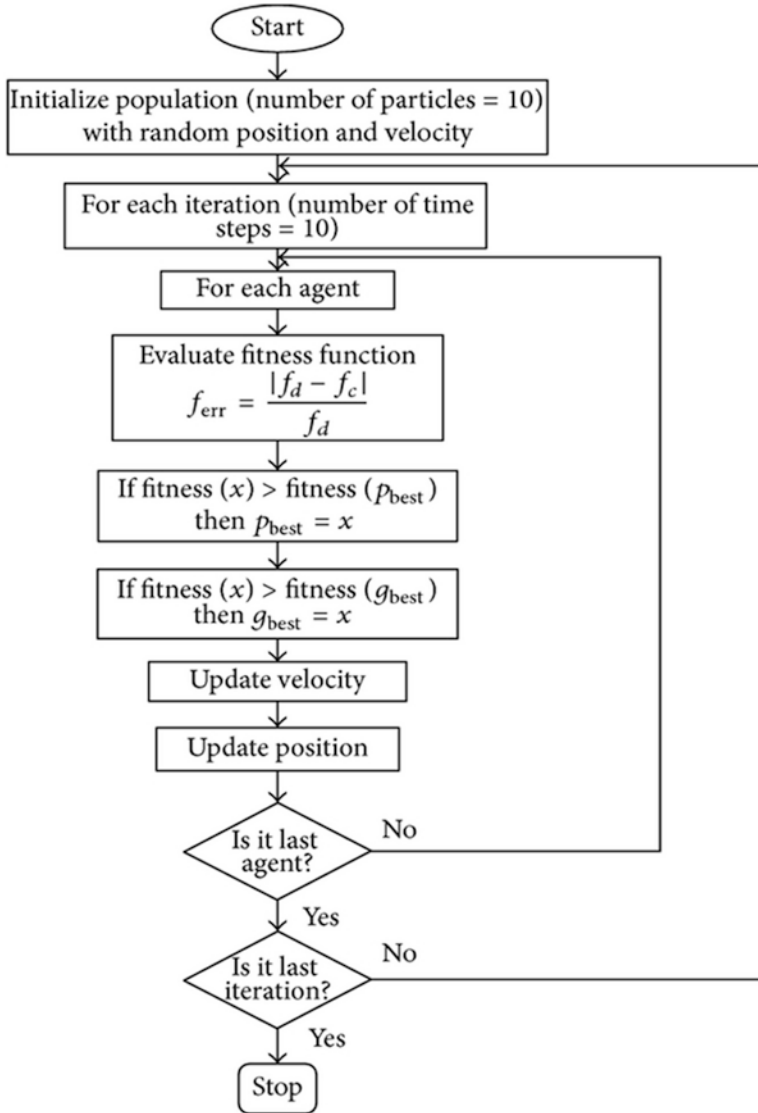 Start
Initialize population (number of particles = 10)
with random position and velocity
For each iteration (number of time
steps = 10)
For each agent
Evaluate fitness function
f_err = |f_d − f_c| / f_d
If fitness (x) > fitness (p_best)
then p_best = x
If fitness (x) > fitness (g_best)
then g_best = x
Update velocity
Update position
Is it last
agent?
No
Yes
Is it last
iteration?
No
Yes
Stop